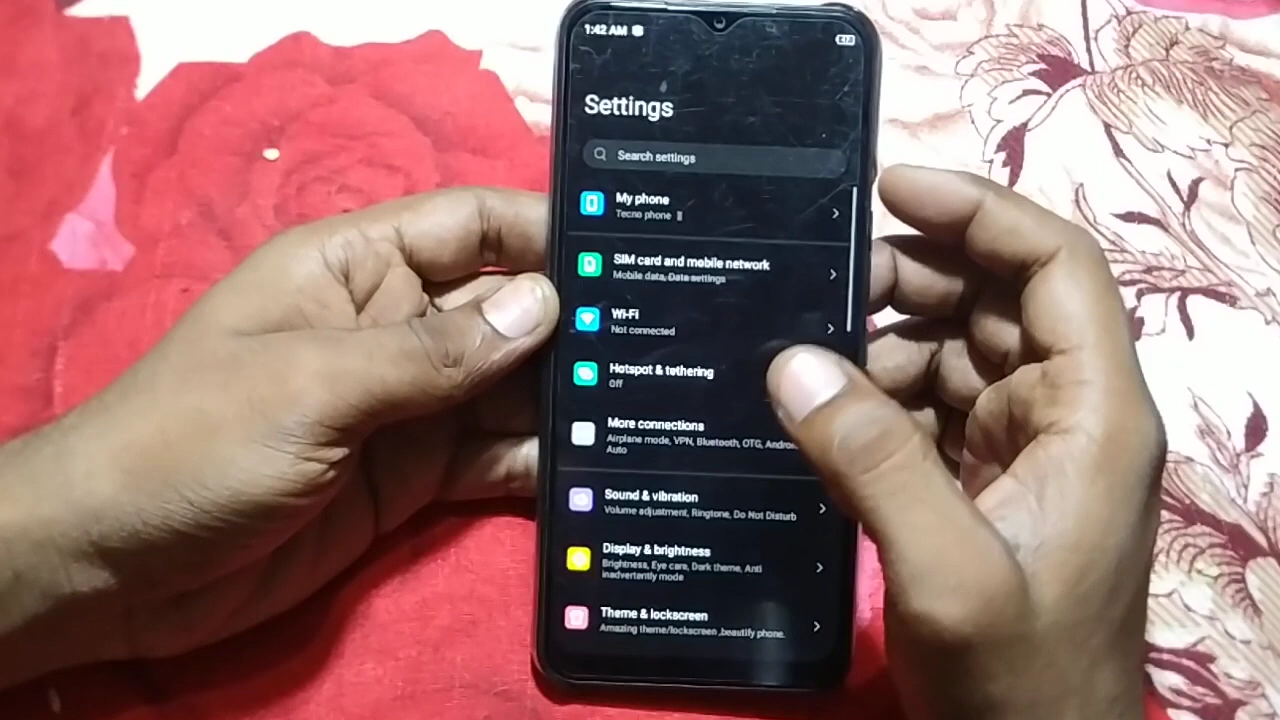 1:42 AM
Settings
Search settings
My phone
Tecno phone
SIM card and mobile network
Mobile data, Data settings
Wi-Fi
Not connected
Hotspot & tethering
Off
More connections
Airplane mode, VPN, Bluetooth, OTG,
Auto
Sound & vibration
Volume adjustment, Ringtone, Do Not Disturb
Display & brightness
Brightness, Eye care, Dark theme, Anti
inadvertently mode
Theme & lockscreen
Amazing theme/lockscreen ,beautify phone.